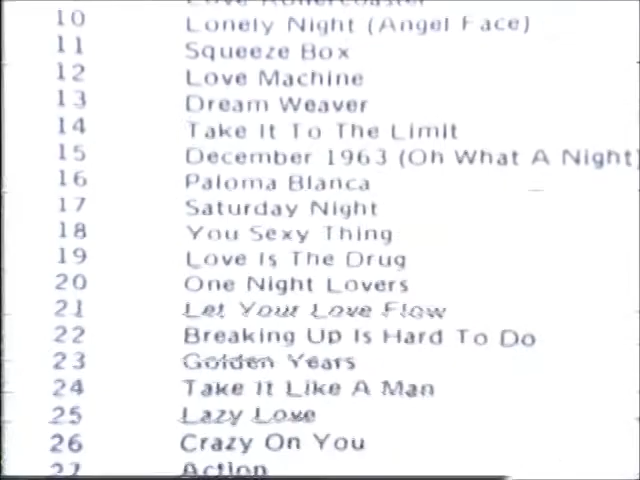 Love Rollercoaster
10 Lonely Night (Angel Face)
11 Squeeze Box
12 Love Machine
13 Dream Weaver
14 Take It To The Limit
15 December 1963 (Oh What A Night)
16 Paloma Blanca
17 Saturday Night
18 You Sexy Thing
19 Love Is The Drug
20 One Night Lovers
21 Let Your Love Flow
22 Breaking Up Is Hard To Do
23 Golden Years
24 Take It Like A Man
25 Lazy Love
26 Crazy On You
27 Action